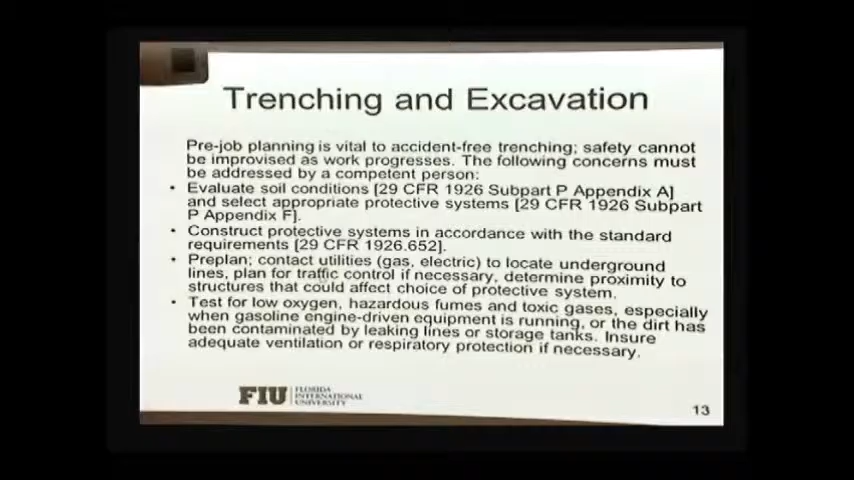 Trenching and Excavation
Pre-job planning is vital to accident-free trenching; safety cannot
be improvised as work progresses. The following concerns must
be addressed by a competent person:
• Evaluate soil conditions [29 CFR 1926 Subpart P Appendix A]
and select appropriate protective systems [29 CFR 1926 Subpart
P Appendix F].
• Construct protective systems in accordance with the standard
requirements [29 CFR 1926.652].
• Preplan; contact utilities (gas, electric) to locate underground
lines, plan for traffic control if necessary, determine proximity to
structures that could affect choice of protective system.
• Test for low oxygen, hazardous fumes and toxic gases, especially
when gasoline engine-driven equipment is running, or the dirt has
been contaminated by leaking lines or storage tanks. Insure
adequate ventilation or respiratory protection if necessary.
FIU
FLORIDA
INTERNATIONAL
UNIVERSITY
13